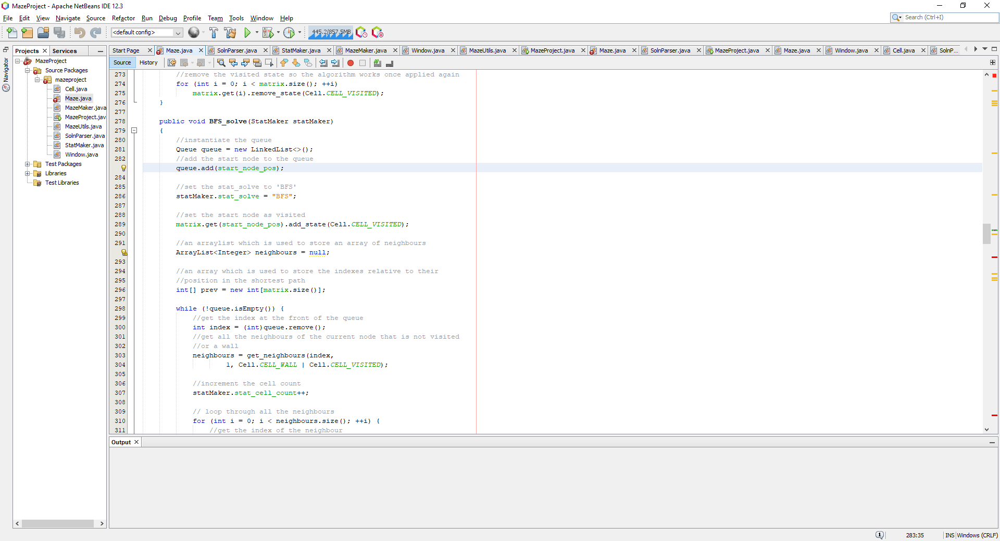 MazeProject - Apache NetBeans IDE 12.3
File Edit View Navigate Source Refactor Run Debug Profile Team Tools Window Help
Search (Ctrl+I)
<default config>
445.2/857.5MB
Projects Services
Navigator
MazeProject
Source Packages
mazeproject
Cell.java
Maze.java
MazeMaker.java
MazeProject.jav
MazeUtils.java
SolnParser.java
StatMaker.java
Window.java
Test Packages
Libraries
Test Libraries
Start Page Maze.java SolnParser.java StatMaker.java MazeMaker.java Window.java MazeUtils.java MazeProject.java Maze.java SolnParser.java MazeProject.java Maze.java Window.java Cell.java SolnP...
Source History
273 //remove the visited state so the algorithm works once applied again
274 for (int i = 0; i < matrix.size(); ++i)
275 matrix.get(i).remove_state(Cell.CELL_VISITED);
276 }
277
278 public void BFS_solve(StatMaker statMaker)
279 {
280 //instantiate the queue
281 Queue queue = new LinkedList<>();
282 //add the start node to the queue
queue.add(start_node_pos);
284
285 //set the stat_solve to 'BFS'
286 statMaker.stat_solve = "BFS";
287
288 //set the start node as visited
289 matrix.get(start_node_pos).add_state(Cell.CELL_VISITED);
290
291 //an arraylist which is used to store an array of neighbours
ArrayList<Integer> neighbours = null;
293
294 //an array which is used to store the indexes relative to their
295 //position in the shortest path
296 int[] prev = new int[matrix.size()];
297
298 while (!queue.isEmpty()) {
299 //get the index at the front of the queue
300 int index = (int)queue.remove();
301 //get all the neighbours of the current node that is not visited
302 //or a wall
303 neighbours = get_neighbours(index,
304 1, Cell.CELL_WALL | Cell.CELL_VISITED);
305
306 //increment the cell count
307 statMaker.stat_cell_count++;
308
309 // loop through all the neighbours
310 for (int i = 0; i < neighbours.size(); ++i) {
311 //get the index of the neighbour
Output
1
283:35 INS Windows (CRLF)